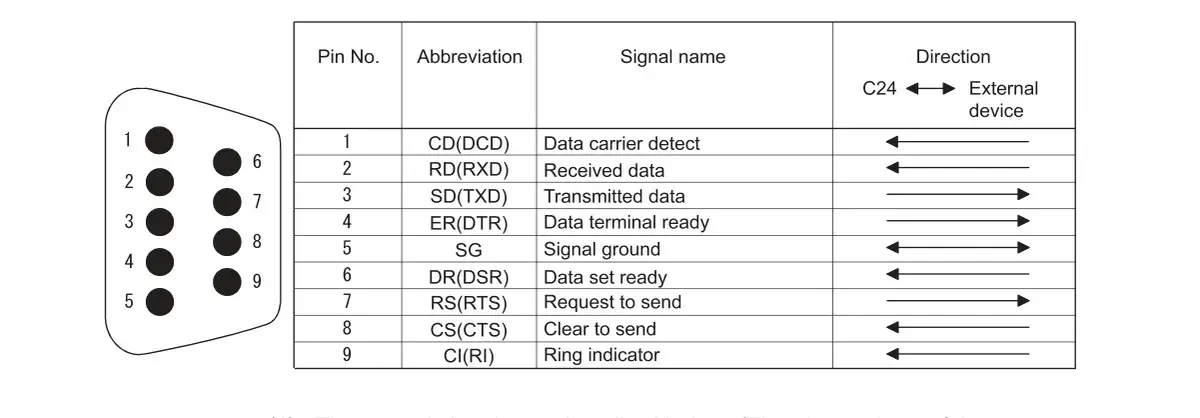 Pin No. Abbreviation Signal name Direction
C24 External
device
1 CD(DCD) Data carrier detect
2 RD(RXD) Received data
3 SD(TXD) Transmitted data
4 ER(DTR) Data terminal ready
5 SG Signal ground
6 DR(DSR) Data set ready
7 RS(RTS) Request to send
8 CS(CTS) Clear to send
9 CI(RI) Ring indicator
1
6
2
7
3
8
4
9
5